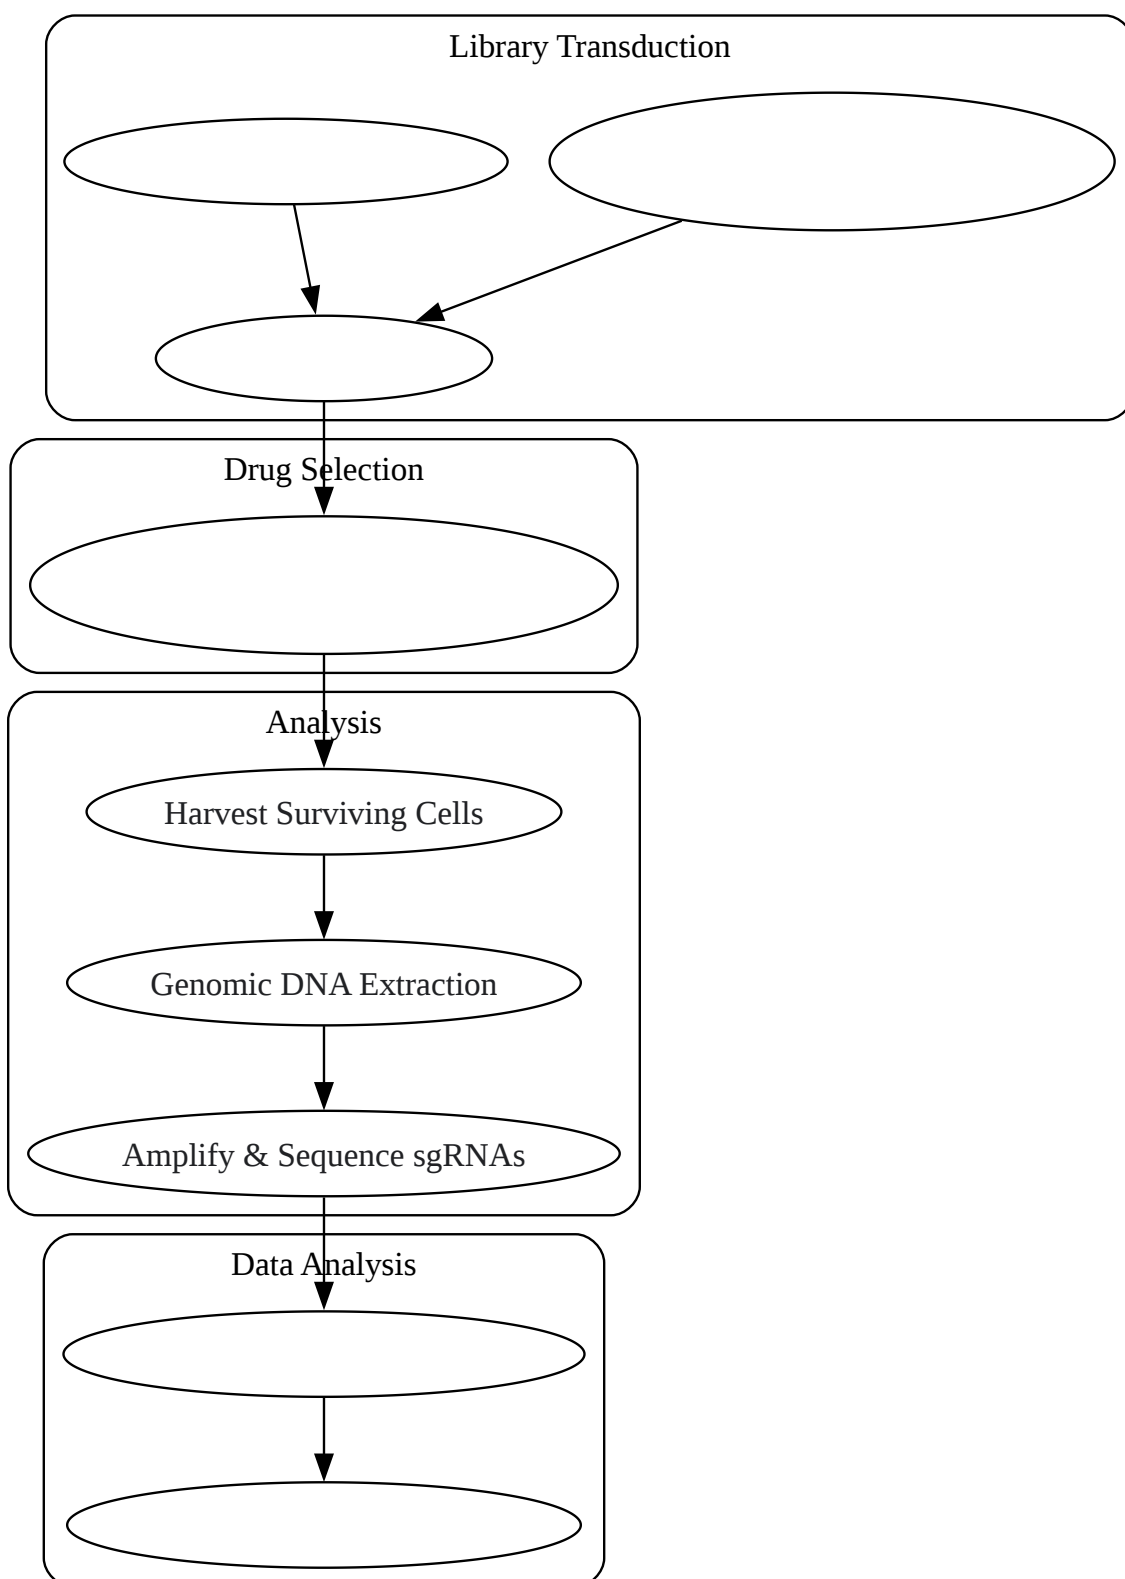 Library Transduction
Drug Selection
Analysis
Harvest Surviving Cells
Genomic DNA Extraction
Amplify & Sequence sgRNAs
Data Analysis